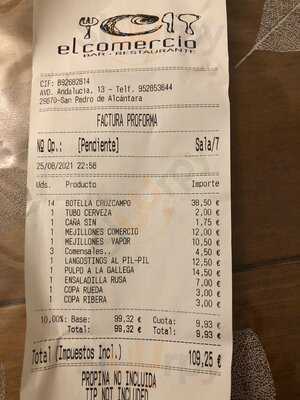 el comercio
BAR - RESTAURANTE
CIF: B92682814
AVD. Andalucia, 13 - Telf. 952853644
29670-San Pedro de Alcántara
FACTURA PROFORMA
Nº Op.: [Pendiente] Sala/7
25/08/2021 22:58
Uds. Producto Importe
14 BOTELLA CRUZCAMPO 38,50 €
1 TUBO CERVEZA 2,00 €
1 CAÑA SIN 1,75 €
1 MEJILLONES COMERCIO 12,00 €
1 MEJILLONES VAPOR 10,50 €
3 Comensales.. 4,50 €
1 LANGOSTINOS AL PIL-PIL 12,50 €
1 PULPO A LA GALLEGA 14,50 €
1 ENSALADILLA RUSA 7,00 €
1 COPA RUEDA 3,00 €
1 COPA RIBERA 3,00 €
10,00%: Base: 99,32 € Cuota: 9,93 €
Total: 99,32 € Total: 9,93 €
Total (Impuestos Incl.) 109,25 €
PROPINA NO INCLUIDA
TIP NOT INCLUDED